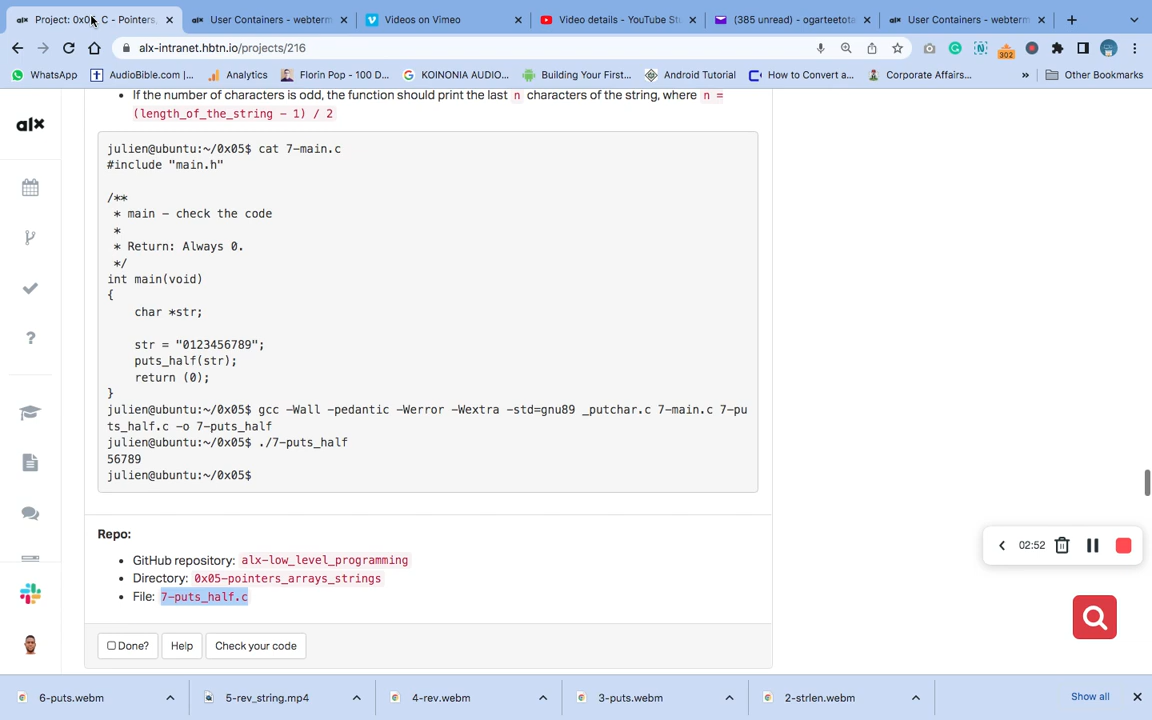 Project: 0x05. C - Pointers,
User Containers - webterm
Videos on Vimeo
Video details - YouTube St
(385 unread) - ogarteetota
User Containers - webterm
alx-intranet.hbtn.io/projects/216
302
WhatsApp
AudioBible.com |...
Analytics
Florin Pop - 100 D...
KOINONIA AUDIO...
Building Your First...
Android Tutorial
How to Convert a...
Corporate Affairs...
»
Other Bookmarks
alx
• If the number of characters is odd, the function should print the last n characters of the string, where n =
(length_of_the_string - 1) / 2
julien@ubuntu:~/0x05$ cat 7-main.c
#include "main.h"
/**
* main - check the code
*
* Return: Always 0.
*/
int main(void)
{
char *str;
str = "0123456789";
puts_half(str);
return (0);
}
julien@ubuntu:~/0x05$ gcc -Wall -pedantic -Werror -Wextra -std=gnu89 _putchar.c 7-main.c 7-pu
ts_half.c -o 7-puts_half
julien@ubuntu:~/0x05$ ./7-puts_half
56789
julien@ubuntu:~/0x05$
Repo:
• GitHub repository: alx-low_level_programming
• Directory: 0x05-pointers_arrays_strings
• File: 7-puts_half.c
Done?
Help
Check your code
02:52
6-puts.webm
5-rev_string.mp4
4-rev.webm
3-puts.webm
2-strlen.webm
Show all